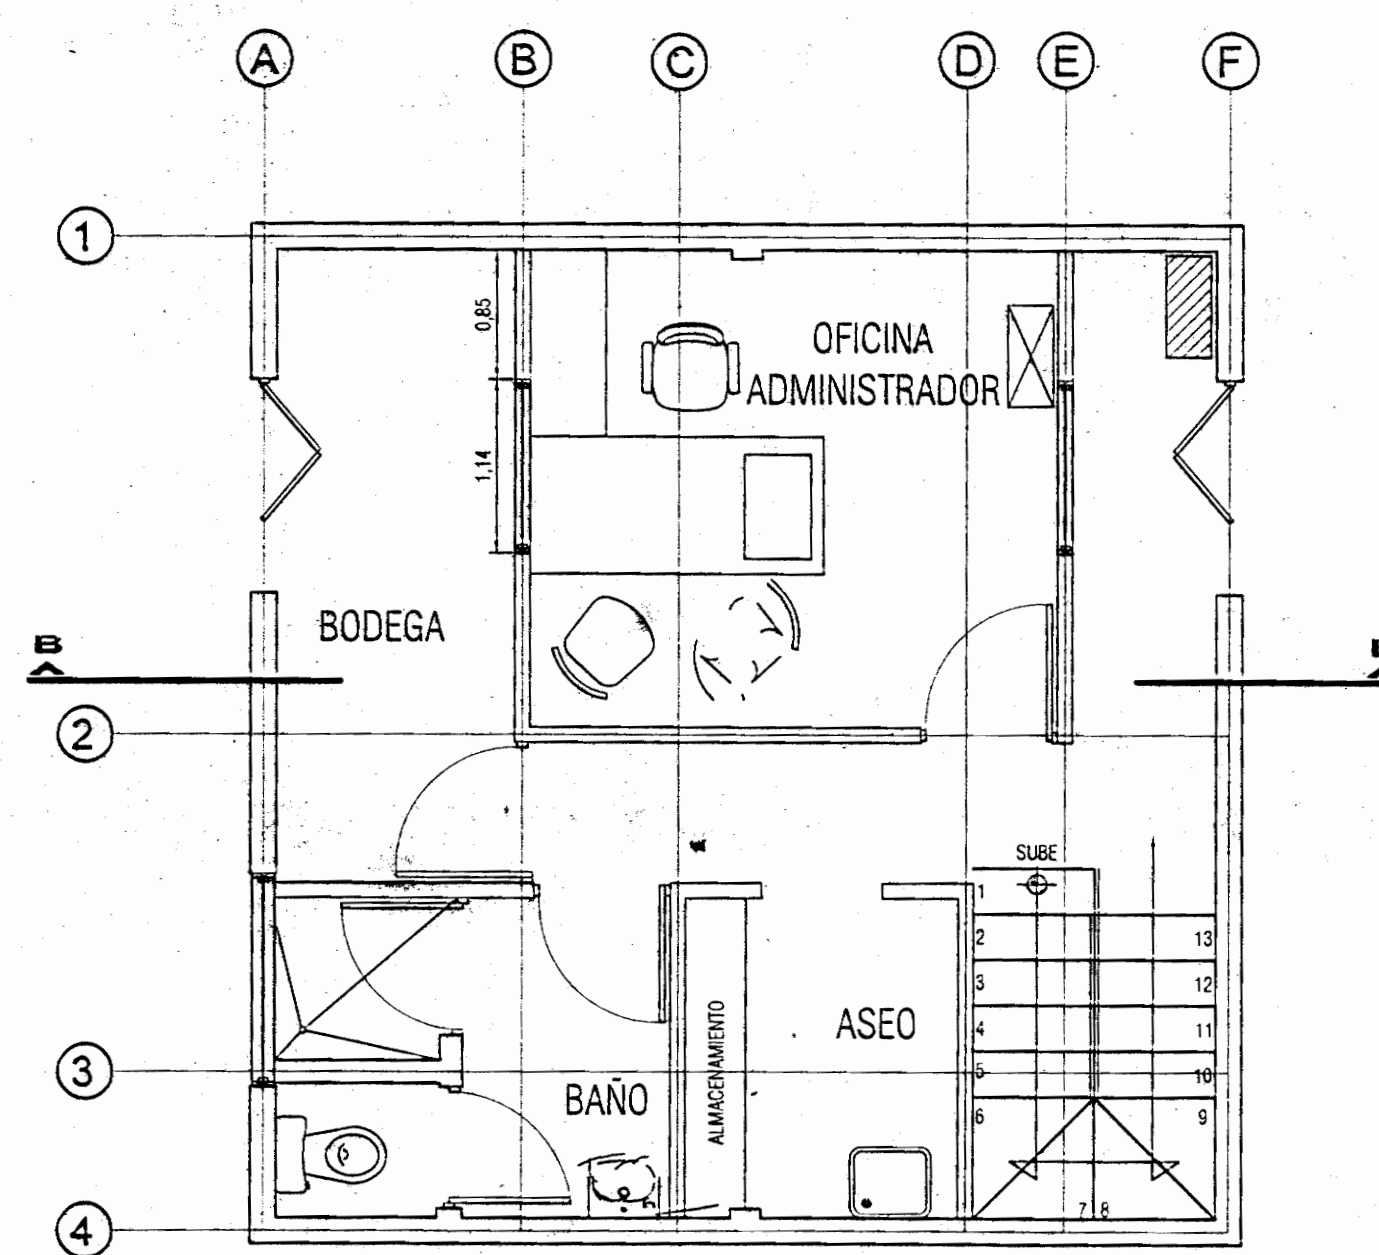 A B C D E F
1
0,85
OFICINA
ADMINISTRADOR
1,14
BODEGA
B
2
SUBE
1
2 13
3 12
4 11
ASEO
ALMACENAMIENTO
3
5 10
BAÑO
6 9
7 8
4